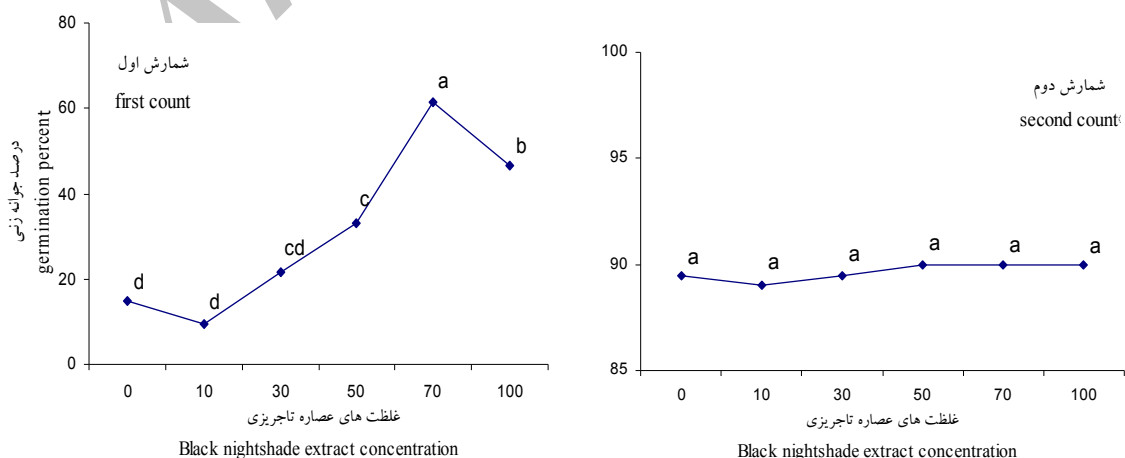 80
60
40
20
0
درصد جوانه زنی
germination percent
شمارش اول
first count
d
d
cd
c
a
b
0 10 30 50 70 100
غلظت های عصاره تاجریزی
Black nightshade extract concentration
100
95
90
85
شمارش دوم
second count
a
a
a
a
a
a
0 10 30 50 70 100
غلظت های عصاره تاجریزی
Black nightshade extract concentration